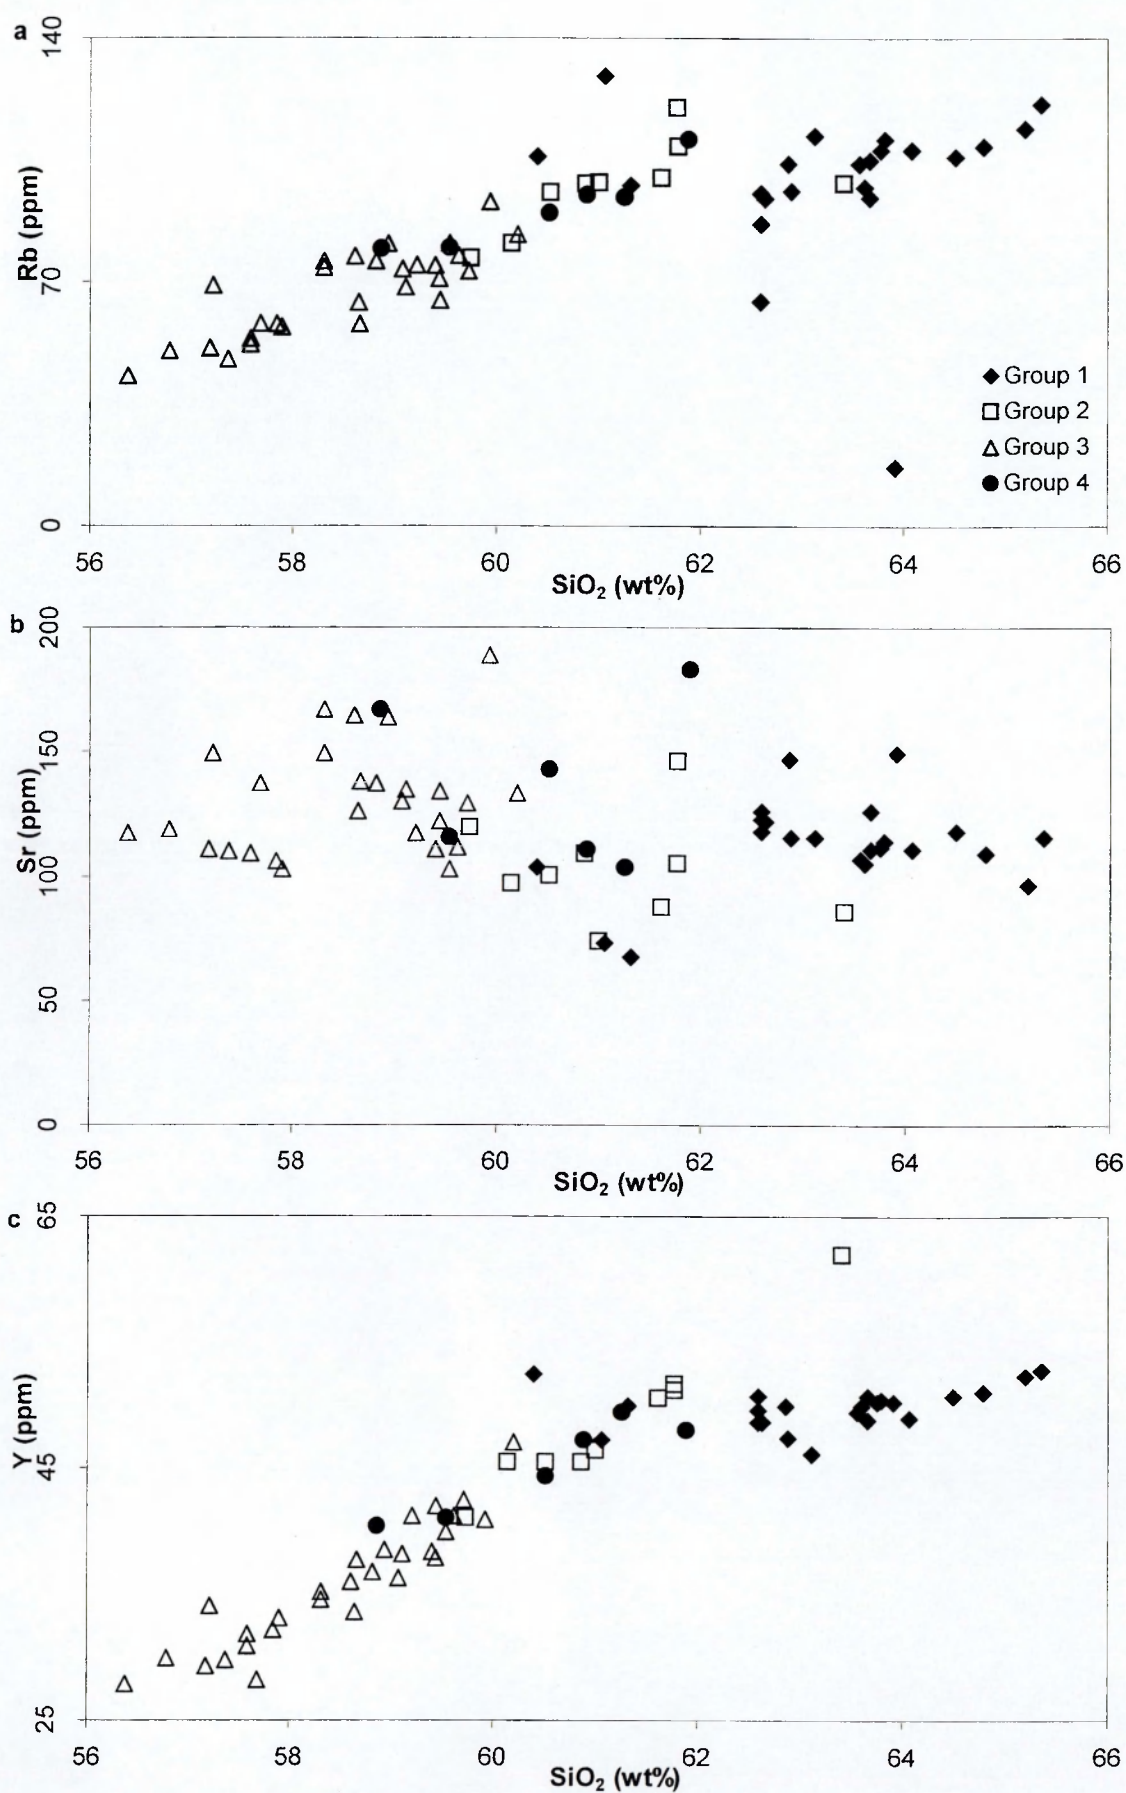 a
140
Rb (ppm)
70
0
56 58 60 62 64 66
SiO₂ (wt%)
Group 1
Group 2
Group 3
Group 4
b
200
150
Sr (ppm)
100
50
0
56 58 60 62 64 66
SiO₂ (wt%)
c
65
Y (ppm)
45
25
56 58 60 62 64 66
SiO₂ (wt%)